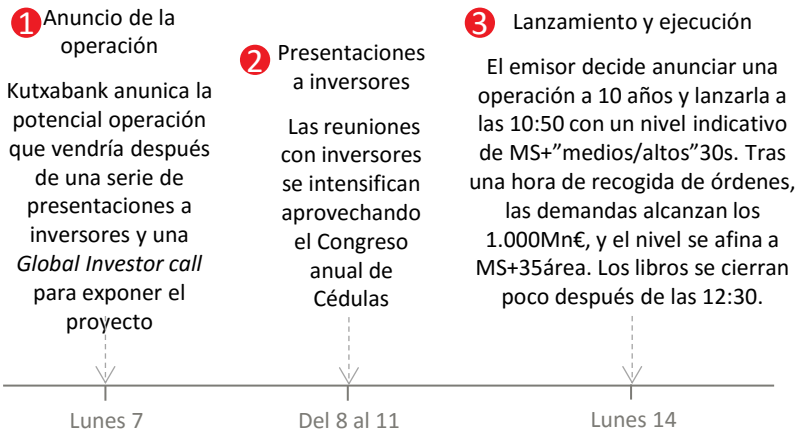 1 Anuncio de la
operación
Kutxabank anunica la
potencial operación
que vendría después
de una serie de
presentaciones a
inversores y una
Global Investor call
para exponer el
proyecto
2 Presentaciones
a inversores
Las reuniones
con inversores
se intensifican
aprovechando
el Congreso
anual de
Cédulas
3 Lanzamiento y ejecución
El emisor decide anunciar una
operación a 10 años y lanzarla a
las 10:50 con un nivel indicativo
de MS+”medios/altos”30s. Tras
una hora de recogida de órdenes,
las demandas alcanzan los
1.000Mn€, y el nivel se afina a
MS+35área. Los libros se cierran
poco después de las 12:30.
Lunes 7
Del 8 al 11
Lunes 14